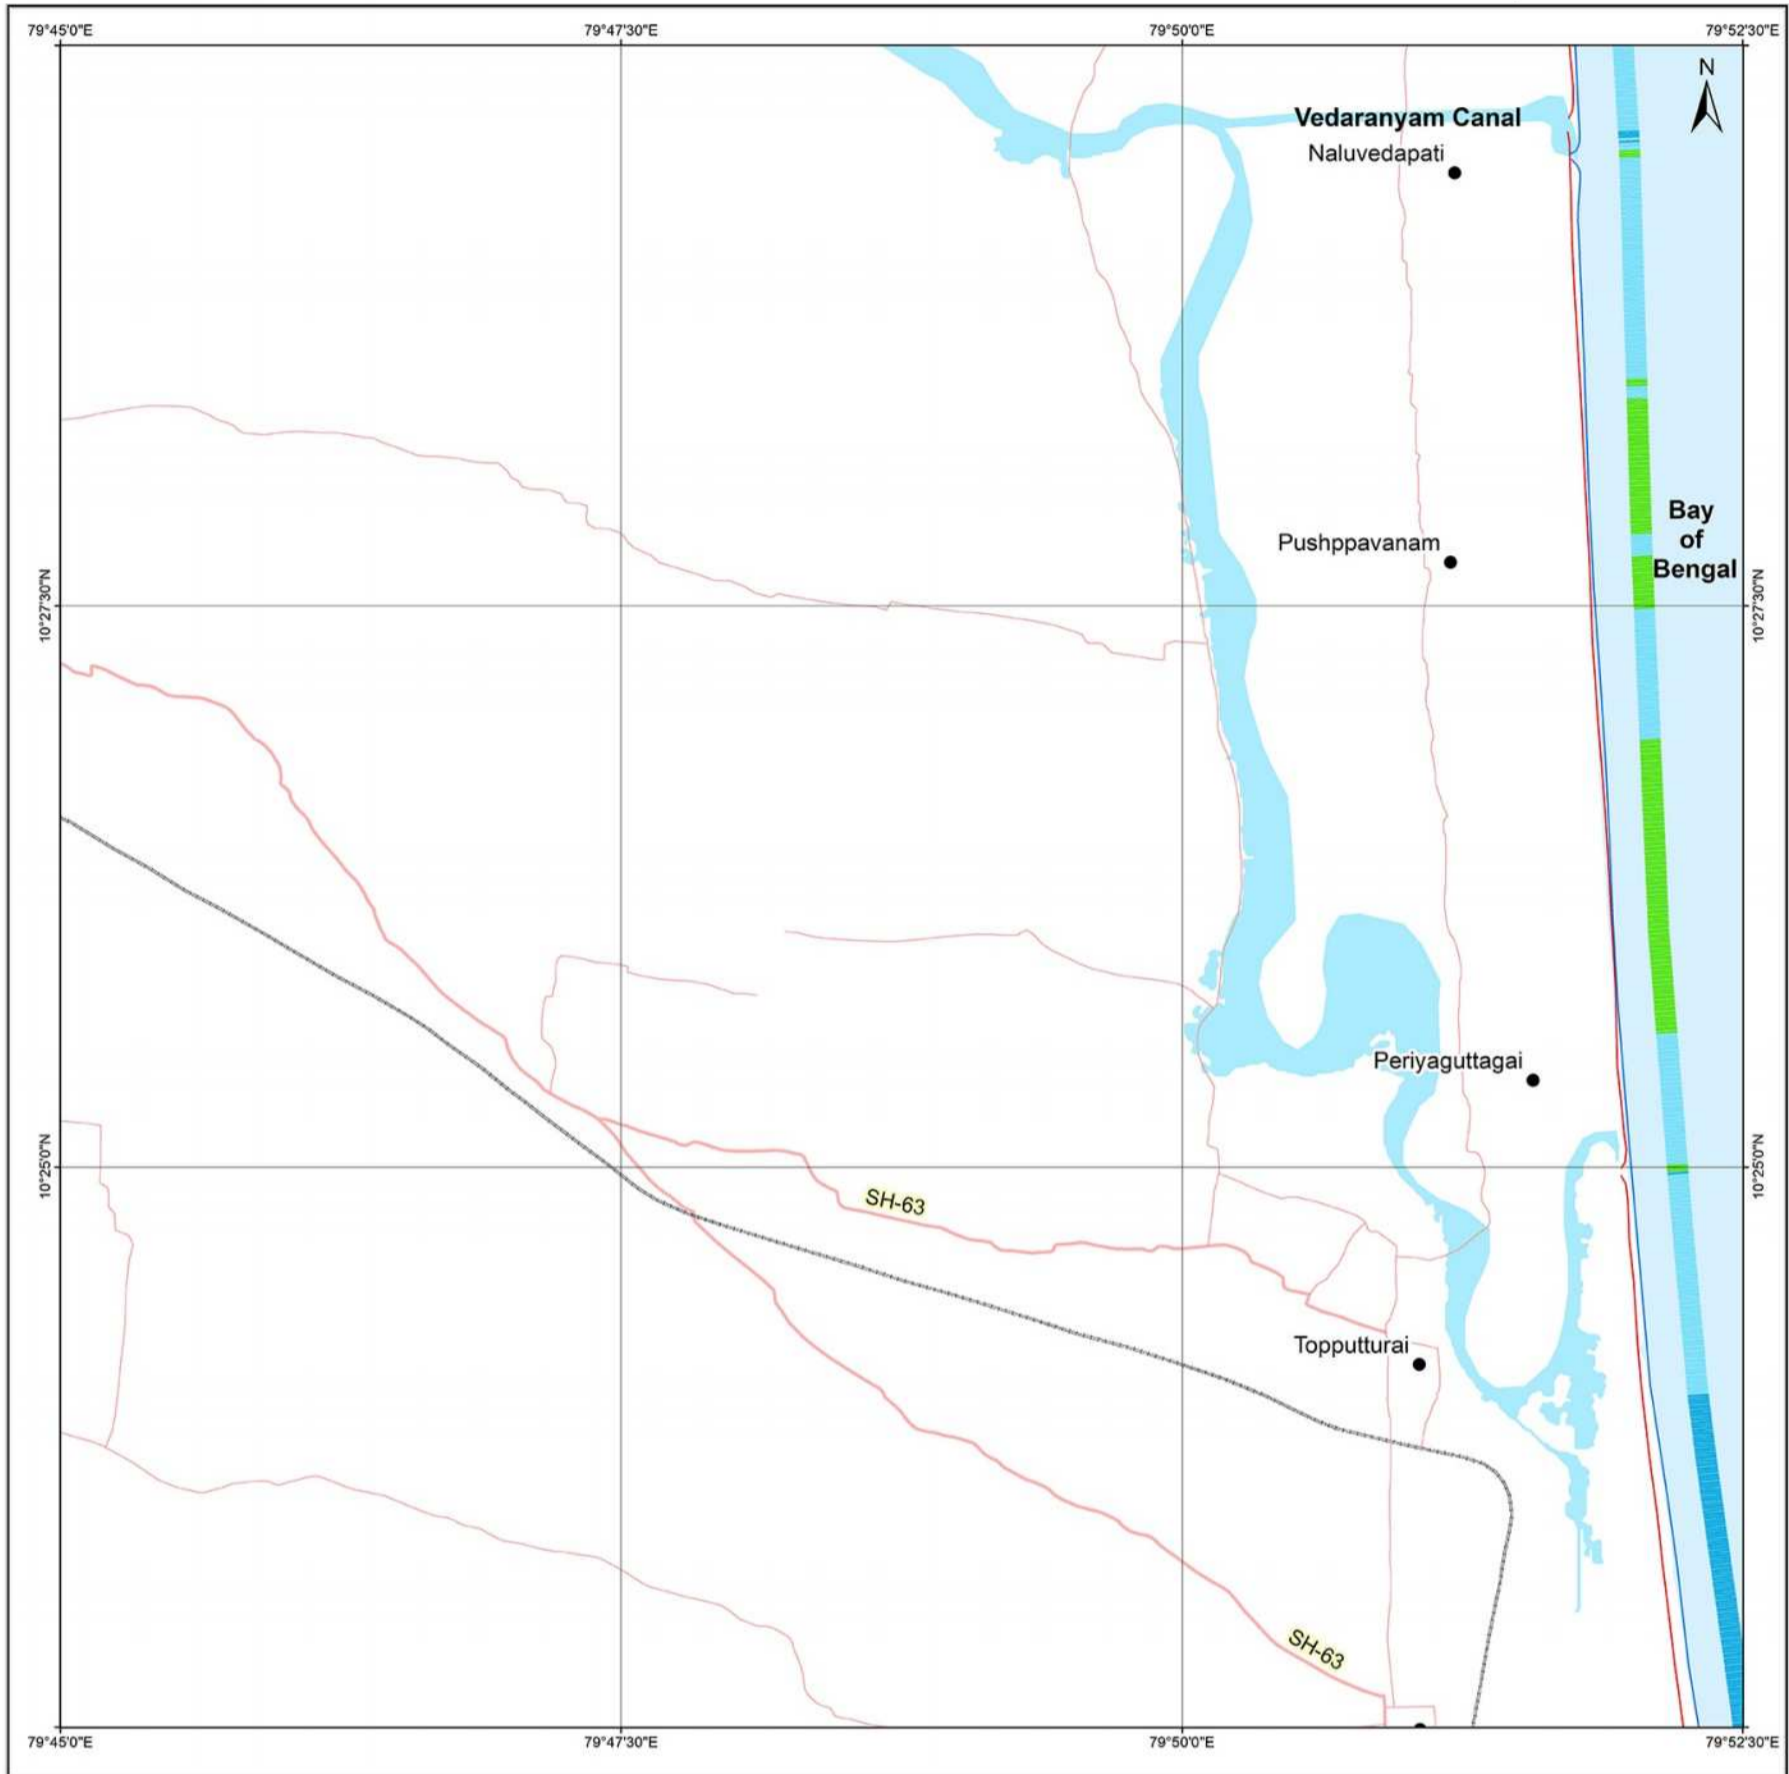 79°45'0"E
79°47'30"E
79°50'0"E
79°52'30"E
N
Vedaranyam Canal
Naluvedapati
Bay
of
Bengal
Pushppavanam
10°27'30"N
10°27'30"N
Periyaguttagai
10°25'0"N
10°25'0"N
SH-63
Topputturai
SH-63
79°45'0"E
79°47'30"E
79°50'0"E
79°52'30"E